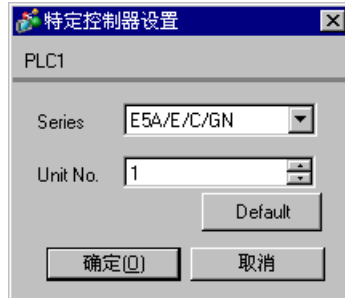 特定控制器设置
PLC1
Series E5A/E/C/GN
Unit No. 1
Default
确定(O) 取消